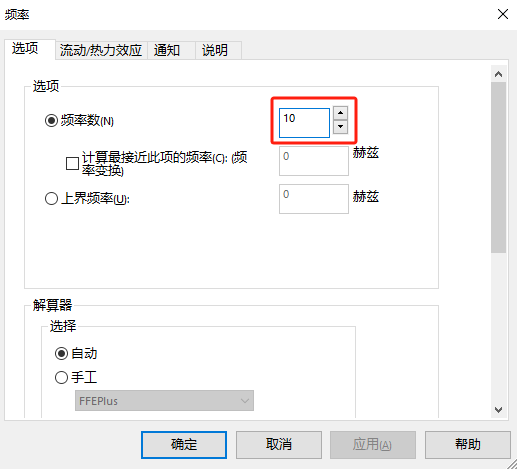 频率
选项 流动/热力效应 通知 说明
选项
频率数(N) 10
计算最接近此项的频率(C): (频
率变换) 0 赫兹
上界频率(U): 0 赫兹
解算器
选择
自动
手工
FFEPlus
确定 取消 应用(A) 帮助